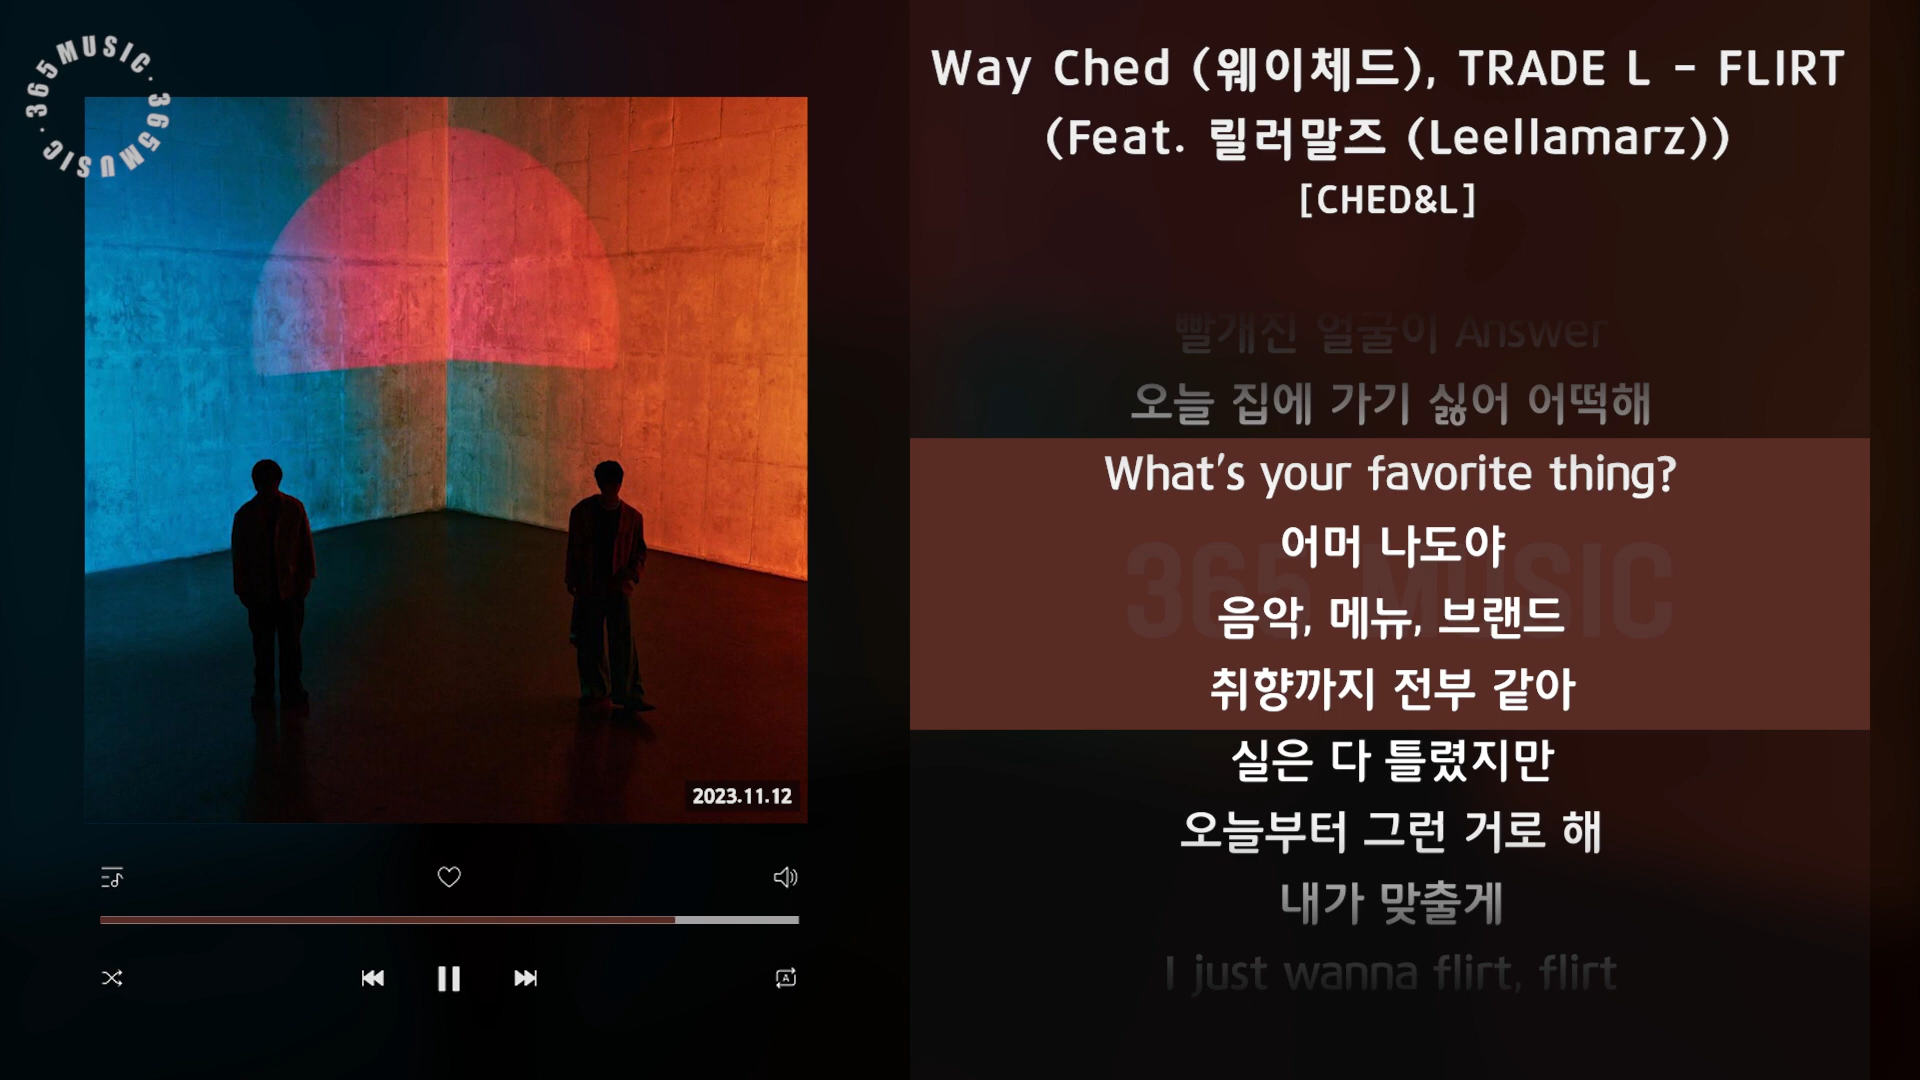 365MUSIC·365MUSIC·
Way Ched (웨이체드), TRADE L - FLIRT
(Feat. 릴러말즈 (Leellamarz))
[CHED&L]
빨개진 얼굴이 Answer
오늘 집에 가기 싫어 어떡해
What's your favorite thing?
어머 나도야
음악, 메뉴, 브랜드
365 MUSIC
취향까지 전부 같아
실은 다 틀렸지만
오늘부터 그런 거로 해
내가 맞출게
I just wanna flirt, flirt
2023.11.12
A